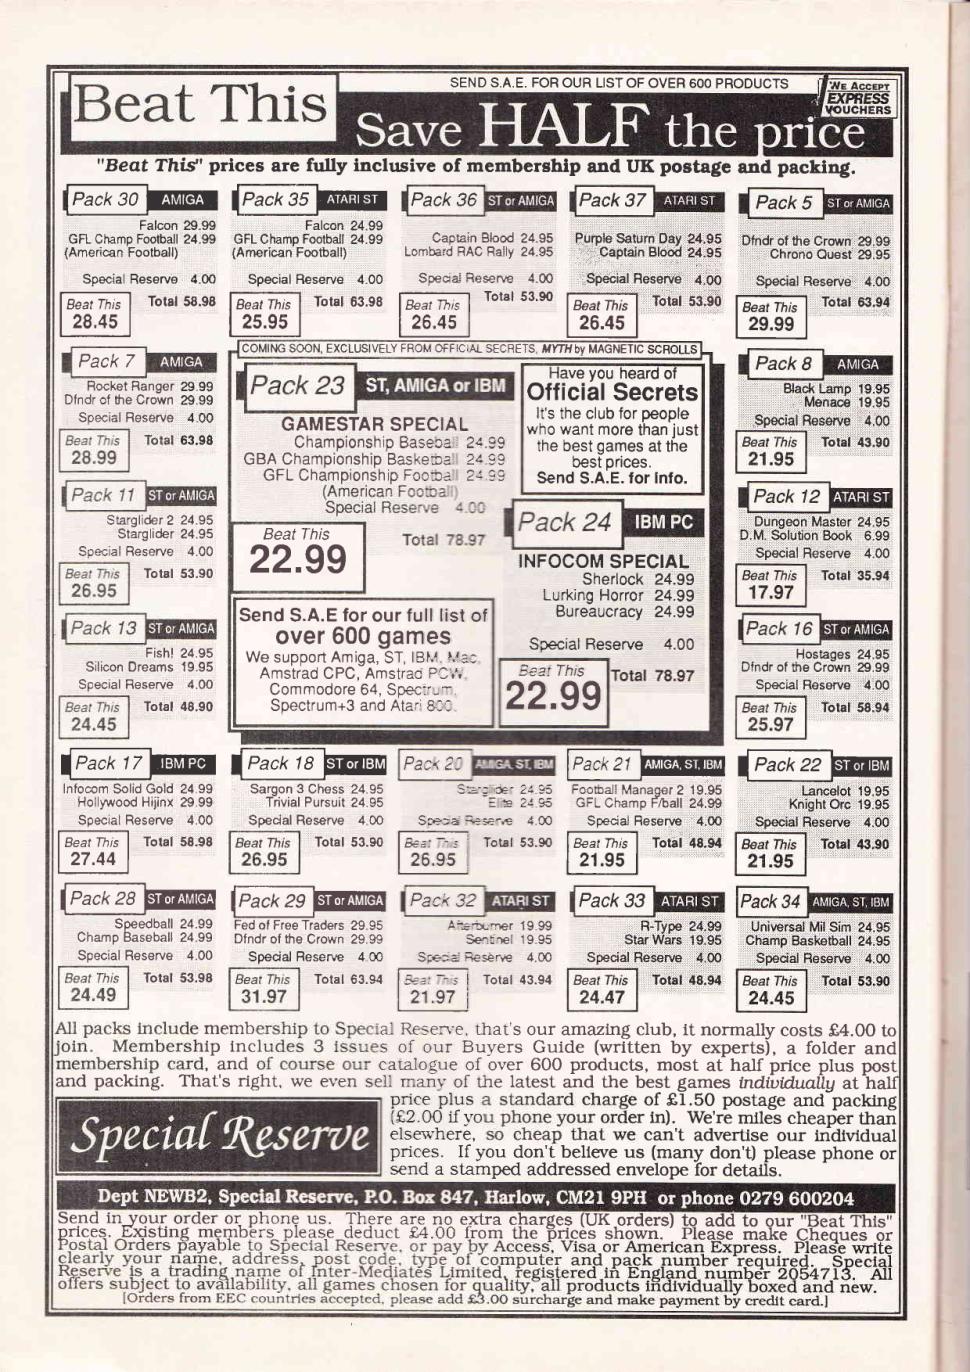 SEND S.A.E. FOR OUR LIST OF OVER 600 PRODUCTS
WE ACCEPT
EXPRESS
VOUCHERS
Beat This
Save HALF the price
"Beat This" prices are fully inclusive of membership and UK postage and packing.
Pack 30 AMIGA
Falcon 29.99
GFL Champ Football 24.99
(American Football)
Special Reserve 4.00
Beat This Total 58.98
28.45
Pack 35 ATARI ST
Falcon 24.99
GFL Champ Football 24.99
(American Football)
Special Reserve 4.00
Beat This Total 63.98
25.95
Pack 36 ST or AMIGA
Captain Blood 24.95
Lombard RAC Rally 24.95
Special Reserve 4.00
Beat This Total 53.90
26.45
Pack 37 ATARI ST
Purple Saturn Day 24.95
Captain Blood 24.95
Special Reserve 4.00
Beat This Total 53.90
26.45
Pack 5 ST or AMIGA
Dfndr of the Crown 29.99
Chrono Quest 29.95
Special Reserve 4.00
Beat This Total 63.94
29.99
Pack 7 AMIGA
Rocket Ranger 29.99
Dfndr of the Crown 29.99
Special Reserve 4.00
Beat This Total 63.98
28.99
Pack 11 ST or AMIGA
Starglider 2 24.95
Starglider 24.95
Special Reserve 4.00
Beat This Total 53.90
26.95
Pack 13 ST or AMIGA
Fish! 24.95
Silicon Dreams 19.95
Special Reserve 4.00
Beat This Total 48.90
24.45
COMING SOON, EXCLUSIVELY FROM OFFICIAL SECRETS, MYTH by MAGNETIC SCROLLS
Pack 23 ST, AMIGA or IBM
GAMESTAR SPECIAL
Championship Baseball 24.99
GBA Championship Basketball 24.99
GFL Championship Football 24.99
(American Football)
Special Reserve 4.00
Beat This
22.99
Total 78.97
Have you heard of
Official Secrets
It's the club for people
who want more than just
the best games at the
best prices.
Send S.A.E. for info.
Pack 24 IBM PC
INFOCOM SPECIAL
Sherlock 24.99
Lurking Horror 24.99
Bureaucracy 24.99
Special Reserve 4.00
Beat This Total 78.97
22.99
Send S.A.E for our full list of
over 600 games
We support Amiga, ST, IBM, Mac,
Amstrad CPC, Amstrad PCW,
Commodore 64, Spectrum,
Spectrum+3 and Atari 800.
Pack 8 AMIGA
Black Lamp 19.95
Menace 19.95
Special Reserve 4.00
Beat This Total 43.90
21.95
Pack 12 ATARI ST
Dungeon Master 24.95
D.M. Solution Book 6.99
Special Reserve 4.00
Beat This Total 35.94
17.97
Pack 16 ST or AMIGA
Hostages 24.95
Dfndr of the Crown 29.99
Special Reserve 4.00
Beat This Total 58.94
25.97
Pack 17 IBM PC
Infocom Solid Gold 24.99
Hollywood Hijinx 29.99
Special Reserve 4.00
Beat This Total 58.98
27.44
Pack 18 ST or IBM
Sargon 3 Chess 24.95
Trivial Pursuit 24.95
Special Reserve 4.00
Beat This Total 53.90
26.95
Pack 20 AMIGA, ST, IBM
Starglider 24.95
Elite 24.95
Special Reserve 4.00
Beat This Total 53.90
26.95
Pack 21 AMIGA, ST, IBM
Football Manager 2 19.95
GFL Champ F/ball 24.99
Special Reserve 4.00
Beat This Total 48.94
21.95
Pack 22 ST or IBM
Lancelot 19.95
Knight Orc 19.95
Special Reserve 4.00
Beat This Total 43.90
21.95
Pack 28 ST or AMIGA
Speedball 24.99
Champ Baseball 24.99
Special Reserve 4.00
Beat This Total 53.98
24.49
Pack 29 ST or AMIGA
Fed of Free Traders 29.95
Dfndr of the Crown 29.99
Special Reserve 4.00
Beat This Total 63.94
31.97
Pack 32 ATARI ST
Afterburner 19.99
Sentinel 19.95
Special Reserve 4.00
Beat This Total 43.94
21.97
Pack 33 ATARI ST
R-Type 24.99
Star Wars 19.95
Special Reserve 4.00
Beat This Total 48.94
24.47
Pack 34 AMIGA, ST, IBM
Universal Mil Sim 24.95
Champ Basketball 24.95
Special Reserve 4.00
Beat This Total 53.90
24.45
All packs include membership to Special Reserve, that's our amazing club, it normally costs £4.00 to
join. Membership includes 3 issues of our Buyers Guide (written by experts), a folder and
membership card, and of course our catalogue of over 600 products, most at half price plus post
and packing. That's right, we even sell many of the latest and the best games individually at half
price plus a standard charge of £1.50 postage and packing
(£2.00 if you phone your order in). We're miles cheaper than
elsewhere, so cheap that we can't advertise our individual
prices. If you don't believe us (many don't) please phone or
send a stamped addressed envelope for details.
Special Reserve
Dept NEWB2, Special Reserve, P.O. Box 847, Harlow, CM21 9PH or phone 0279 600204
Send in your order or phone us. There are no extra charges (UK orders) to add to our "Beat This"
prices. Existing members please deduct £4.00 from the prices shown. Please make Cheques or
Postal Orders payable to Special Reserve, or pay by Access, Visa or American Express. Please write
clearly your name, address, post code, type of computer and pack number required. Special
Reserve is a trading name of Inter-Mediates Limited, registered in England number 2054713. All
offers subject to availability, all games chosen for quality, all products individually boxed and new.
[Orders from EEC countries accepted, please add £3.00 surcharge and make payment by credit card.]